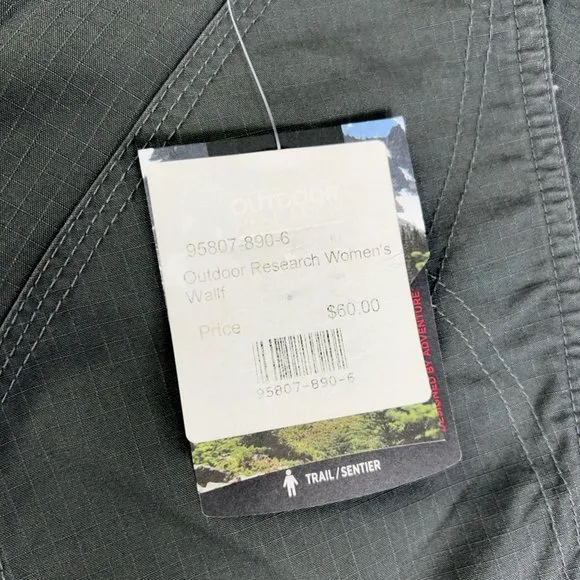 OUTDOOR
95807-890-6
Outdoor Research Women's
Wallf
Price $60.00
95807-890-6
DESIGNED BY ADVENTURE
TRAIL/SENTIER